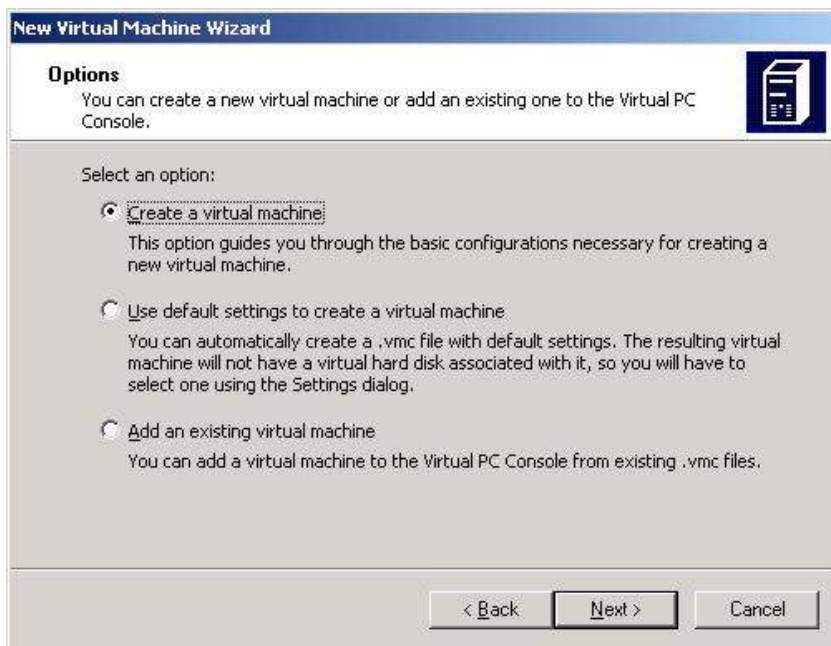 New Virtual Machine Wizard
Options
You can create a new virtual machine or add an existing one to the Virtual PC
Console.
Select an option:
Create a virtual machine
This option guides you through the basic configurations necessary for creating a
new virtual machine.
Use default settings to create a virtual machine
You can automatically create a .vmc file with default settings. The resulting virtual
machine will not have a virtual hard disk associated with it, so you will have to
select one using the Settings dialog.
Add an existing virtual machine
You can add a virtual machine to the Virtual PC Console from existing .vmc files.
< Back
Next >
Cancel